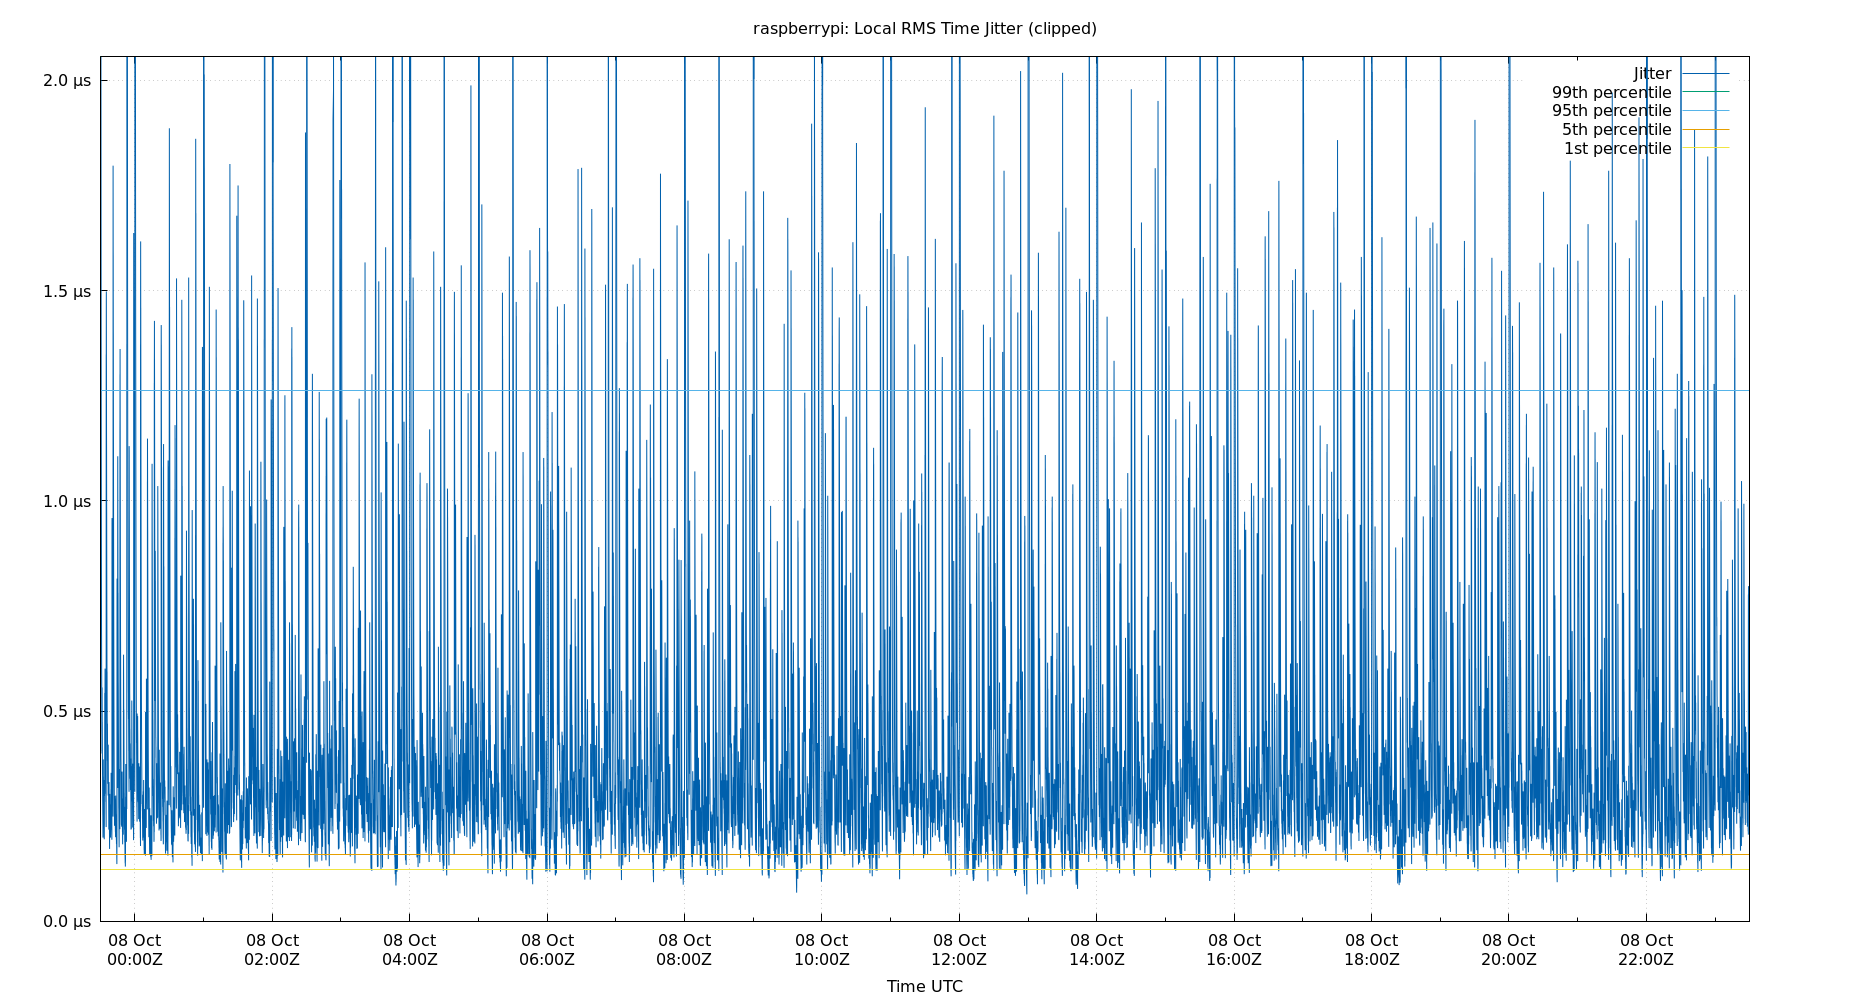 raspberrypi: Local RMS Time Jitter (clipped)
2.0 μs
1.5 μs
1.0 μs
0.5 μs
0.0 μs
Jitter
99th percentile
95th percentile
5th percentile
1st percentile
08 Oct 08 Oct 08 Oct 08 Oct 08 Oct 08 Oct 08 Oct 08 Oct 08 Oct 08 Oct 08 Oct 08 Oct
00:00Z 02:00Z 04:00Z 06:00Z 08:00Z 10:00Z 12:00Z 14:00Z 16:00Z 18:00Z 20:00Z 22:00Z
Time UTC